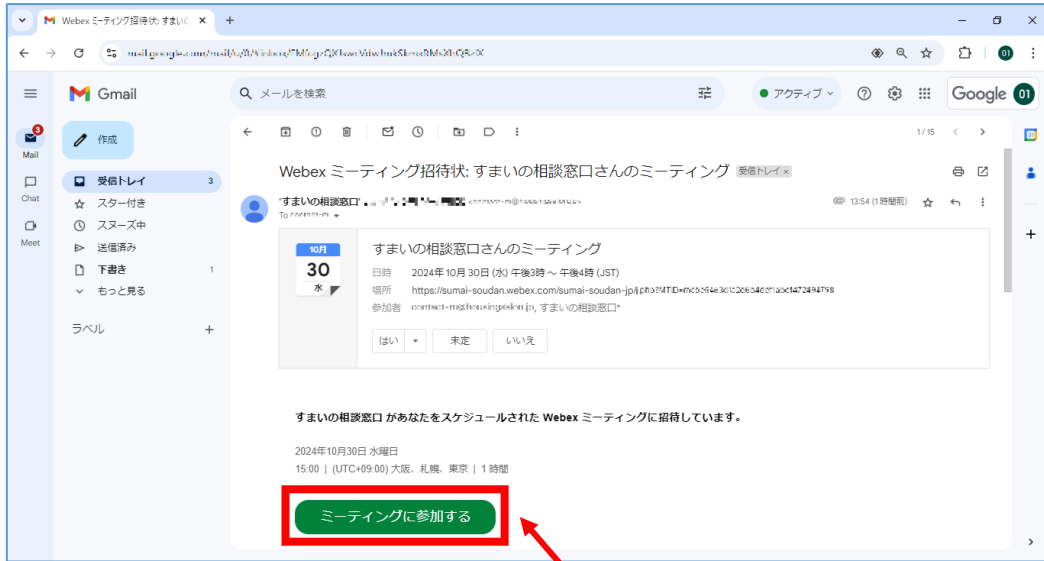 Webex ミーティング招待状: すまい
Gmail
メールを検索
アクティブ
Google
01
01
3
Mail
Chat
Meet
作成
受信トレイ 3
スター付き
スヌーズ中
送信済み
下書き 1
もっと見る
ラベル
1/15
Webex ミーティング招待状: すまいの相談窓口さんのミーティング 受信トレイ ×
'すまいの相談窓口'
13:54 (1 時間前)
To
10月
30
水
すまいの相談窓口さんのミーティング
日時 2024年 10月 30日 (水) 午後3時 ~ 午後4時 (JST)
場所 https://sumai-soudan.webex.com/sumai-soudan-jp/j.php?MTID=
参加者 すまいの相談窓口*
はい 未定 いいえ
すまいの相談窓口 があなたをスケジュールされた Webex ミーティングに招待しています。
2024年10月30日 水曜日
15:00 | (UTC+09:00) 大阪、札幌、東京 | 1 時間
ミーティングに参加する